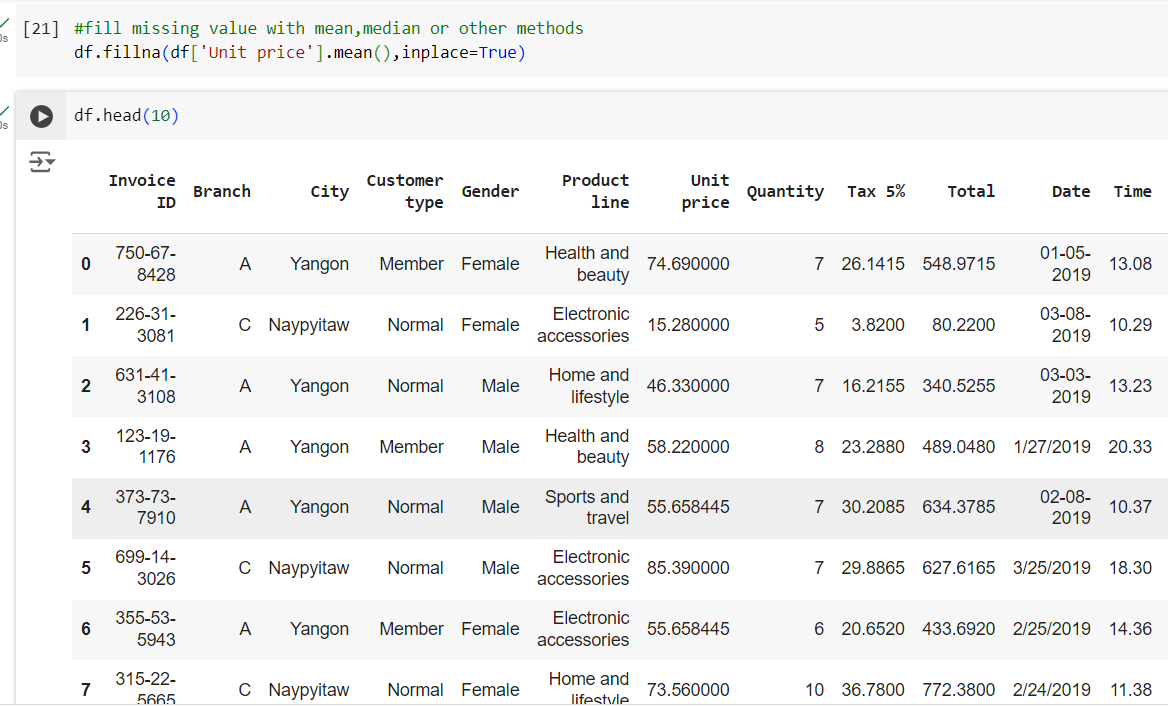 [21] #fill missing value with mean,median or other methods
df.fillna(df['Unit price'].mean(),inplace=True)
0s
df.head(10)
0s
Invoice ID Branch City Customer type Gender Product line Unit price Quantity Tax 5% Total Date Time
0 750-67-8428 A Yangon Member Female Health and beauty 74.690000 7 26.1415 548.9715 01-05-2019 13.08
1 226-31-3081 C Naypyitaw Normal Female Electronic accessories 15.280000 5 3.8200 80.2200 03-08-2019 10.29
2 631-41-3108 A Yangon Normal Male Home and lifestyle 46.330000 7 16.2155 340.5255 03-03-2019 13.23
3 123-19-1176 A Yangon Member Male Health and beauty 58.220000 8 23.2880 489.0480 1/27/2019 20.33
4 373-73-7910 A Yangon Normal Male Sports and travel 55.658445 7 30.2085 634.3785 02-08-2019 10.37
5 699-14-3026 C Naypyitaw Normal Male Electronic accessories 85.390000 7 29.8865 627.6165 3/25/2019 18.30
6 355-53-5943 A Yangon Member Female Electronic accessories 55.658445 6 20.6520 433.6920 2/25/2019 14.36
7 315-22-5665 C Naypyitaw Normal Female Home and lifestyle 73.560000 10 36.7800 772.3800 2/24/2019 11.38